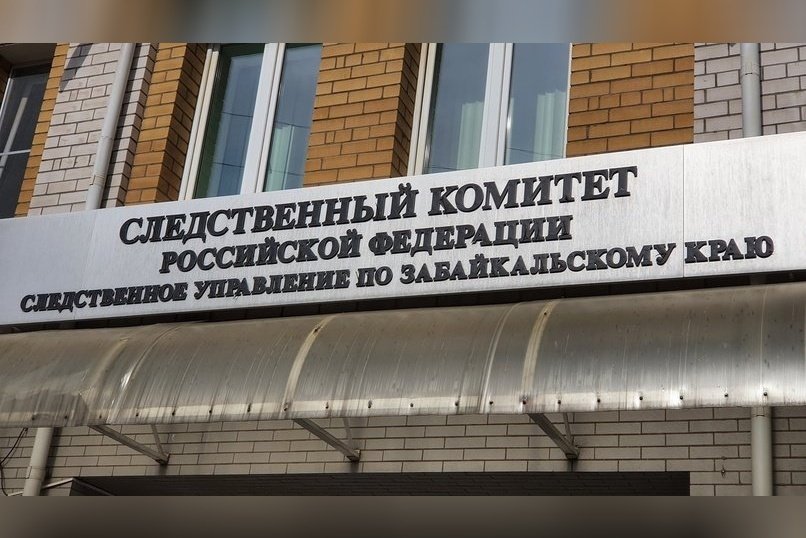 СЛЕДСТВЕННЫЙ КОМИТЕТ
РОССИЙСКОЙ ФЕДЕРАЦИИ
СЛЕДСТВЕННОЕ УПРАВЛЕНИЕ ПО ЗАБАЙКАЛЬСКОМУ КРАЮ